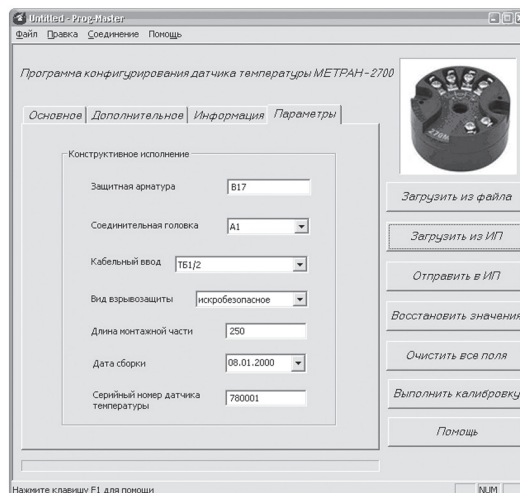 Untitled - Prog-Master
Файл Правка Соединение Помощь
Программа конфигурирования датчика температуры МЕТРАН-2700
Основное Дополнительное Информация Параметры
Конструктивное исполнение
Защитная арматура В17
Соединительная головка А1
Кабельный ввод ТБ1/2
Вид взрывозащиты искробезопасное
Длина монтажной части 250
Дата сборки 08.01.2000
Серийный номер датчика
температуры 780001
Загрузить из файла
Загрузить из ИП
Отправить в ИП
Восстановить значения
Очистить все поля
Выполнить калибровку
Помощь
Нажмите клавишу F1 для помощи NUM